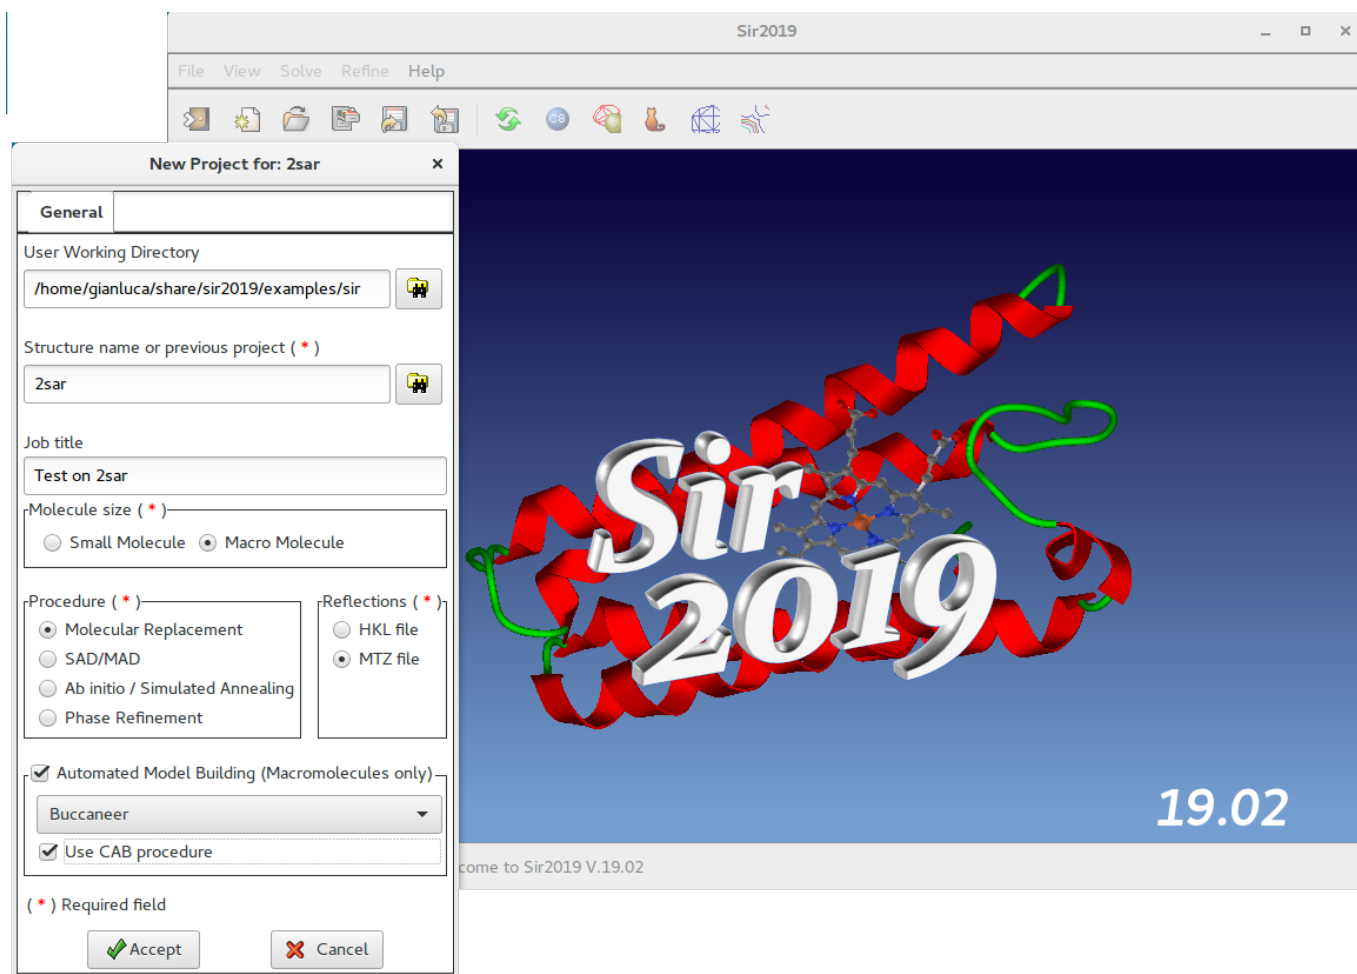 Sir2019
File View Solve Refine Help
New Project for: 2sar
General
User Working Directory
/home/gianluca/share/sir2019/examples/sir
Structure name or previous project ( * )
2sar
Job title
Test on 2sar
Molecule size ( * )
Small Molecule Macro Molecule
Procedure ( * )
Molecular Replacement
SAD/MAD
Ab initio / Simulated Annealing
Phase Refinement
Reflections ( * )
HKL file
MTZ file
Automated Model Building (Macromolecules only)
Buccaneer
Use CAB procedure
( * ) Required field
Accept Cancel
Sir
2019
19.02
come to Sir2019 V.19.02